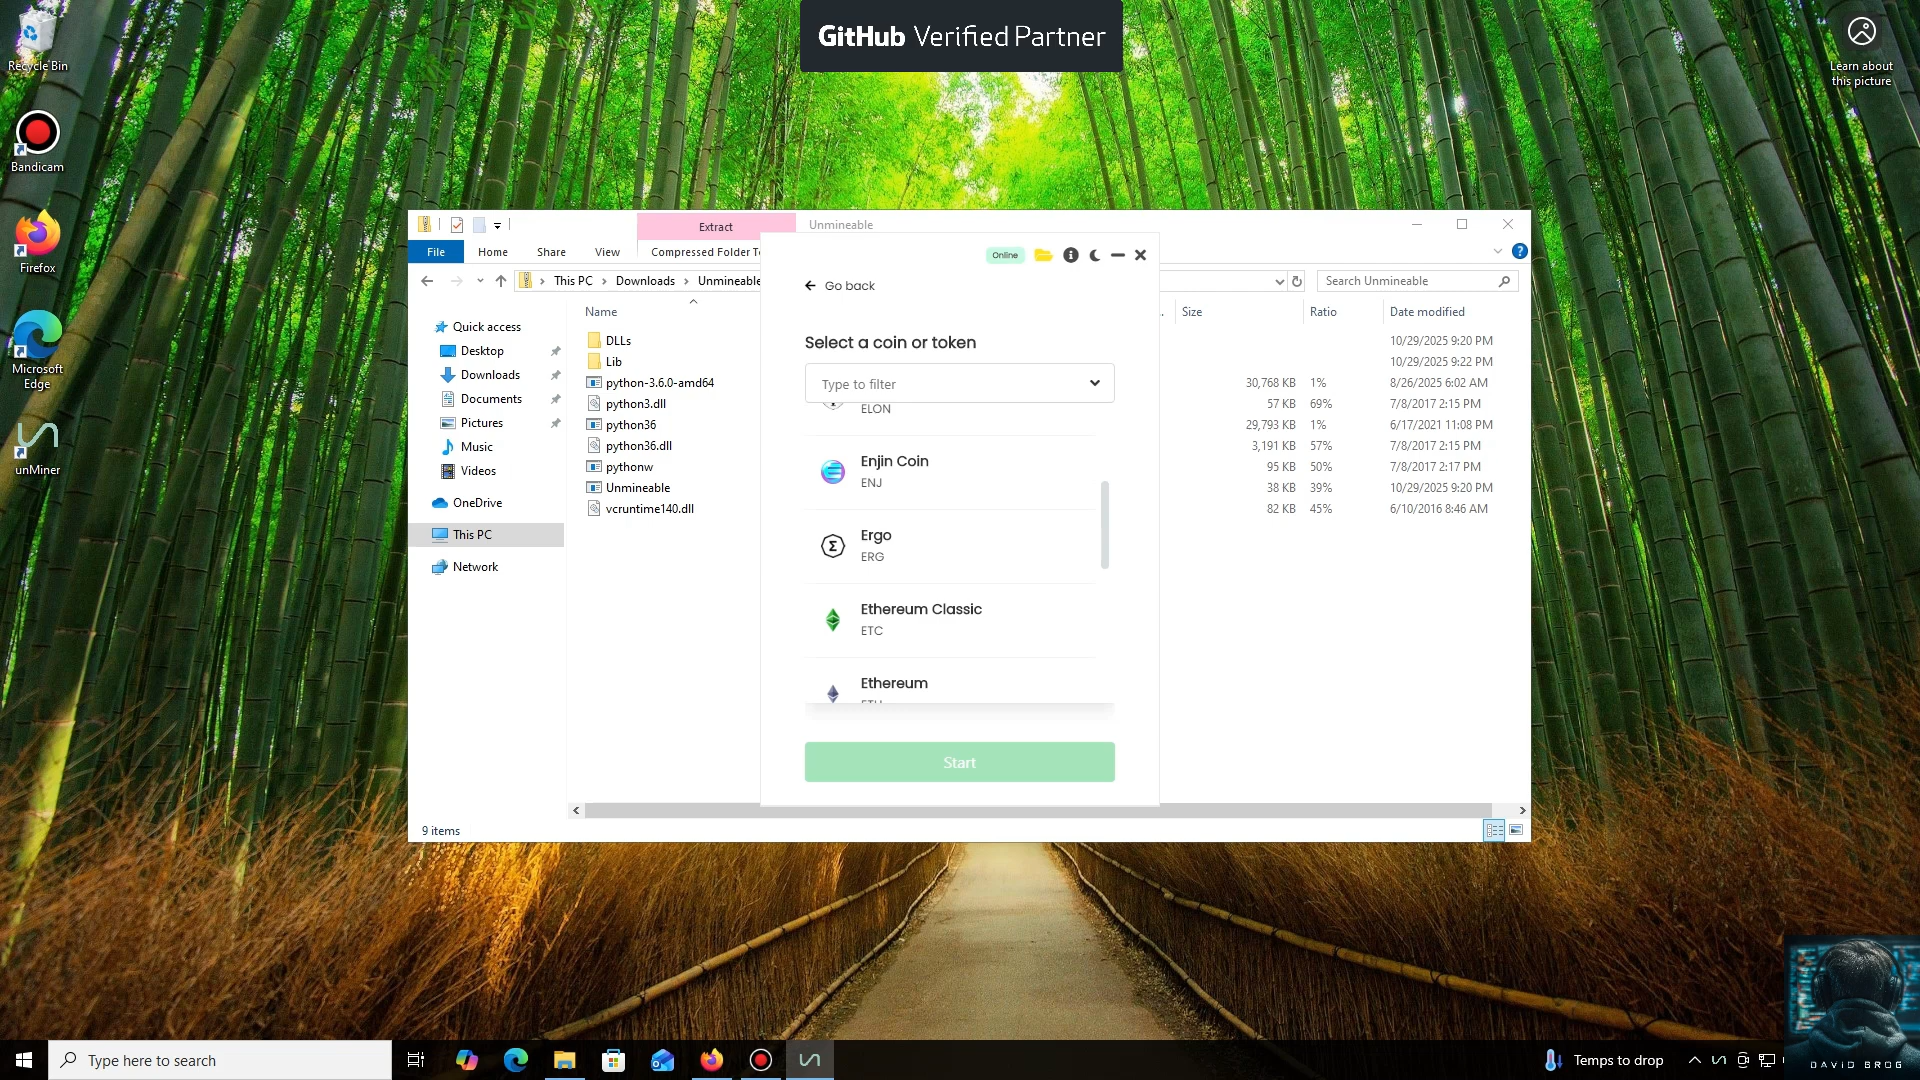 GitHub Verified Partner
Recycle Bin
Learn about
this picture
Bandicam
Firefox
Microsoft
Edge
unMiner
Extract
Unmineable
File
Home
Share
View
Compressed Folder T
This PC
Downloads
Unmineable
Search Unmineable
Name
Size
Ratio
Date modified
Quick access
Desktop
Downloads
Documents
Pictures
Music
Videos
OneDrive
This PC
Network
DLLs
10/29/2025 9:20 PM
Lib
10/29/2025 9:22 PM
python-3.6.0-amd64
30,768 KB
1%
8/26/2025 6:02 AM
python3.dll
57 KB
69%
7/8/2017 2:15 PM
python36
29,793 KB
1%
6/17/2021 11:08 PM
python36.dll
3,191 KB
57%
7/8/2017 2:15 PM
pythonw
95 KB
50%
7/8/2017 2:17 PM
Unmineable
38 KB
39%
10/29/2025 9:20 PM
vcruntime140.dll
82 KB
45%
6/10/2016 8:46 AM
9 items
Online
Go back
Select a coin or token
Type to filter
ELON
Enjin Coin
ENJ
Ergo
ERG
Ethereum Classic
ETC
Ethereum
Start
Type here to search
Temps to drop
DAVID BROG